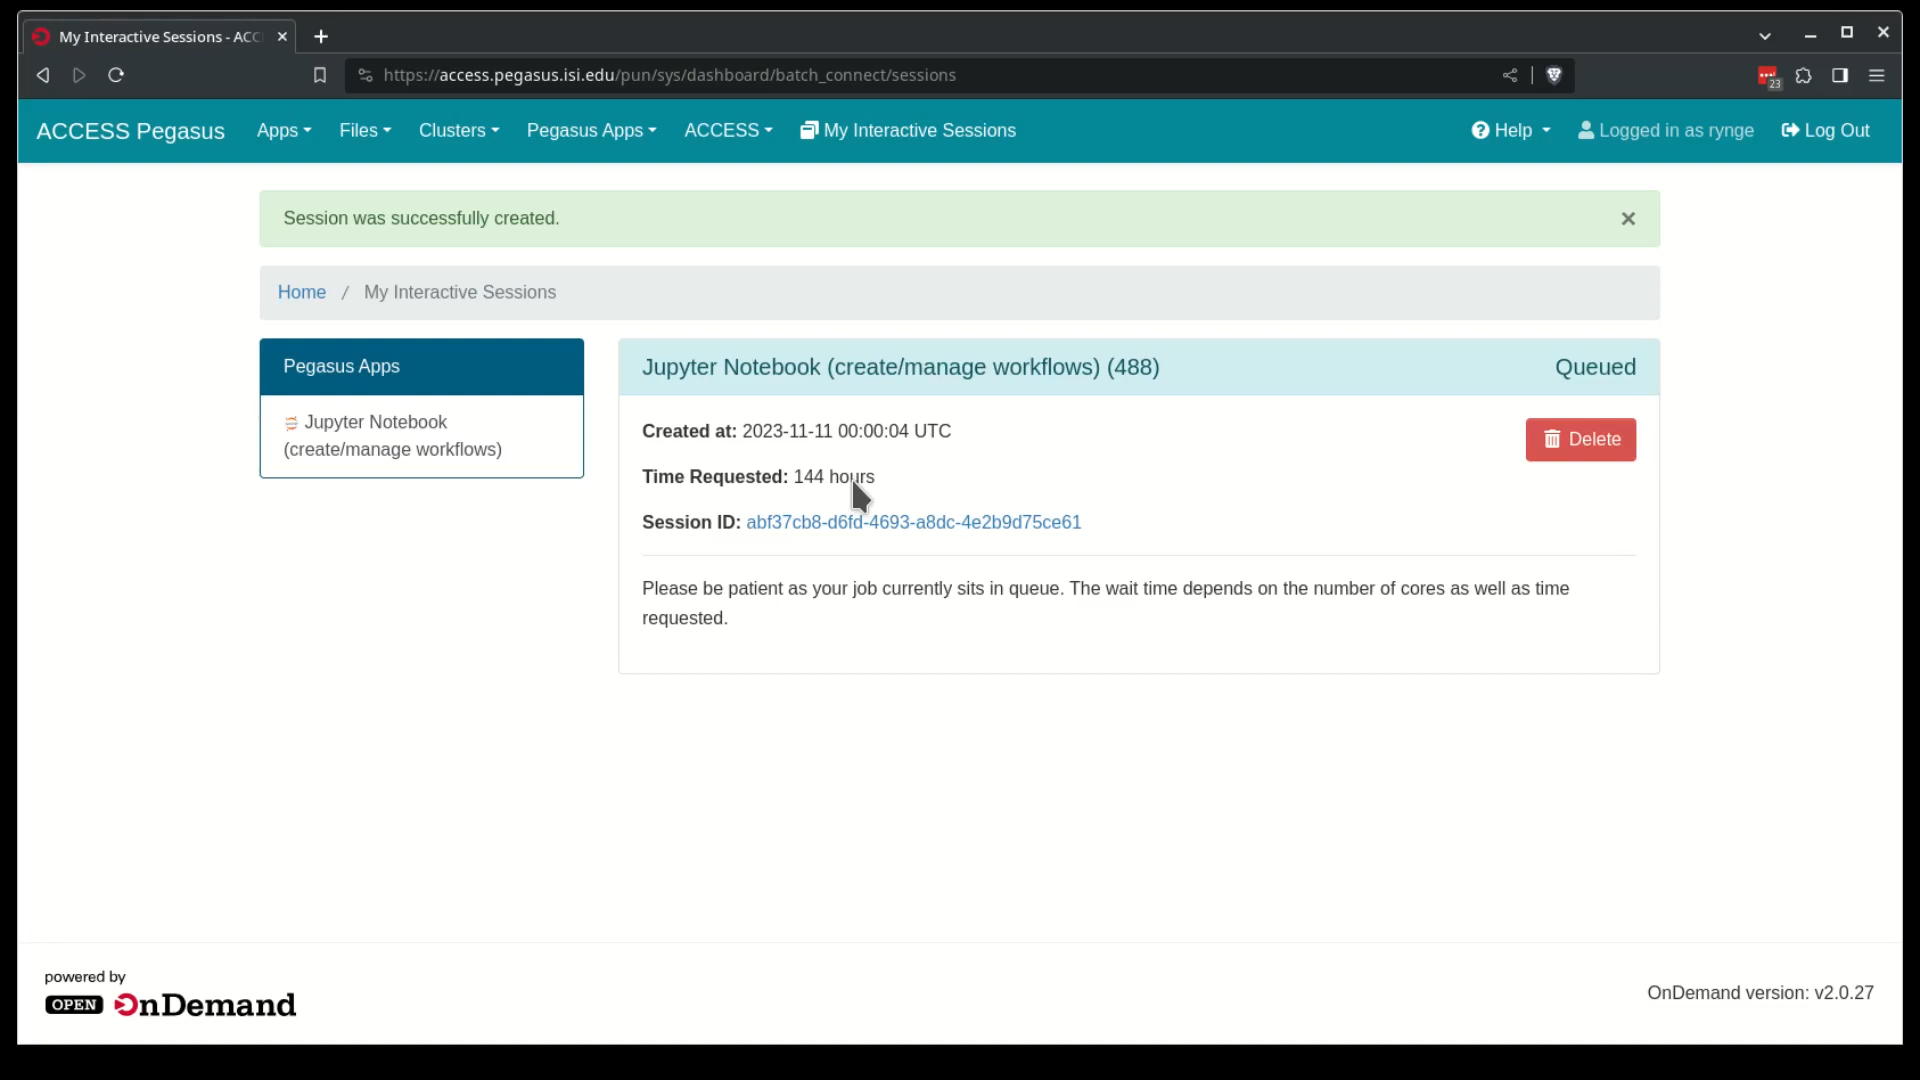 My Interactive Sessions - ACC
https://access.pegasus.isi.edu/pun/sys/dashboard/batch_connect/sessions
23
ACCESS Pegasus Apps Files Clusters Pegasus Apps ACCESS My Interactive Sessions Help Logged in as rynge Log Out
Session was successfully created.
Home / My Interactive Sessions
Pegasus Apps
Jupyter Notebook
(create/manage workflows)
Jupyter Notebook (create/manage workflows) (488) Queued
Created at: 2023-11-11 00:00:04 UTC
Delete
Time Requested: 144 hours
Session ID: abf37cb8-d6fd-4693-a8dc-4e2b9d75ce61
Please be patient as your job currently sits in queue. The wait time depends on the number of cores as well as time
requested.
powered by
OPEN OnDemand
OnDemand version: v2.0.27